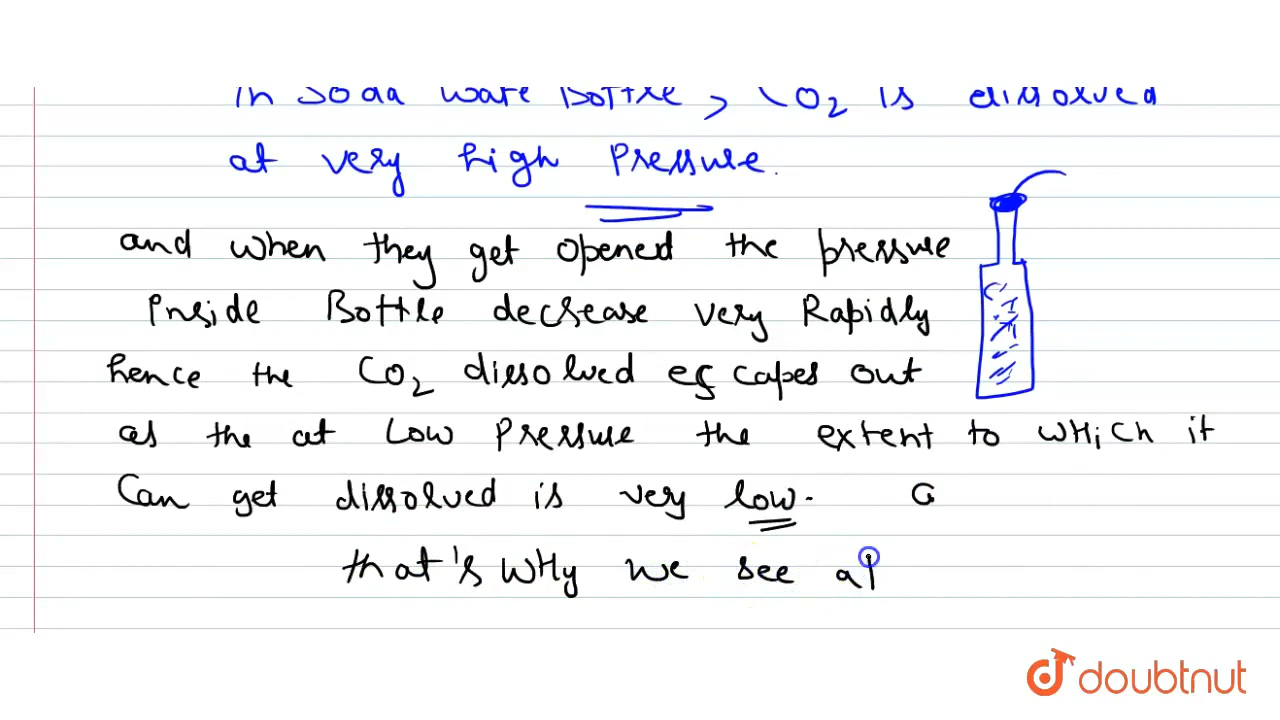 In Soda Ware Bottle, CO2 is dissolved
at very high Pressure.
and when they get opened the pressure
Inside Bottle decrease very Rapidly
hence the CO2 dissolved escapes out
as the at Low Pressure the extent to WHich it
Can get dissolved is very low.
that's WHy we see
doubtnut